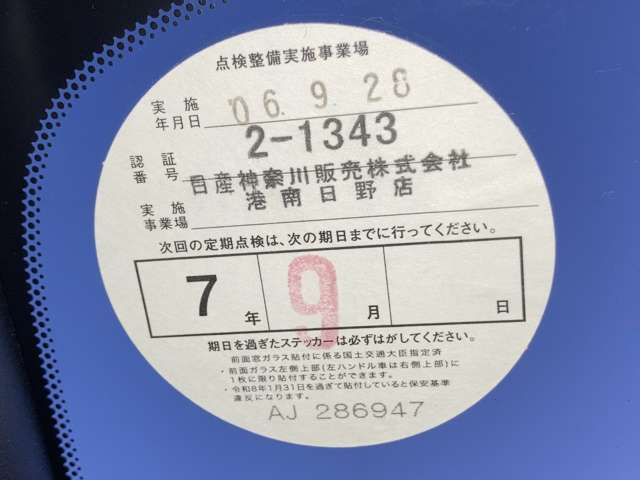 点検整備実施事業場
実施
年月日
06.9.28
認証
番号
2-1343
実施
事業場
日産神奈川販売株式会社
港南日野店
次回の定期点検は、次の期日までに行ってください。
7年 9月 日
期日を過ぎたステッカーは必ずはがしてください。
前面窓ガラス貼付に係る国土交通大臣指定済
・前面ガラス左側上部(左ハンドル車は右側上部)に
1枚に限り貼付することができます。
・令和8年1月31日を過ぎて貼付していると保安基準
違反になります。
AJ 286947